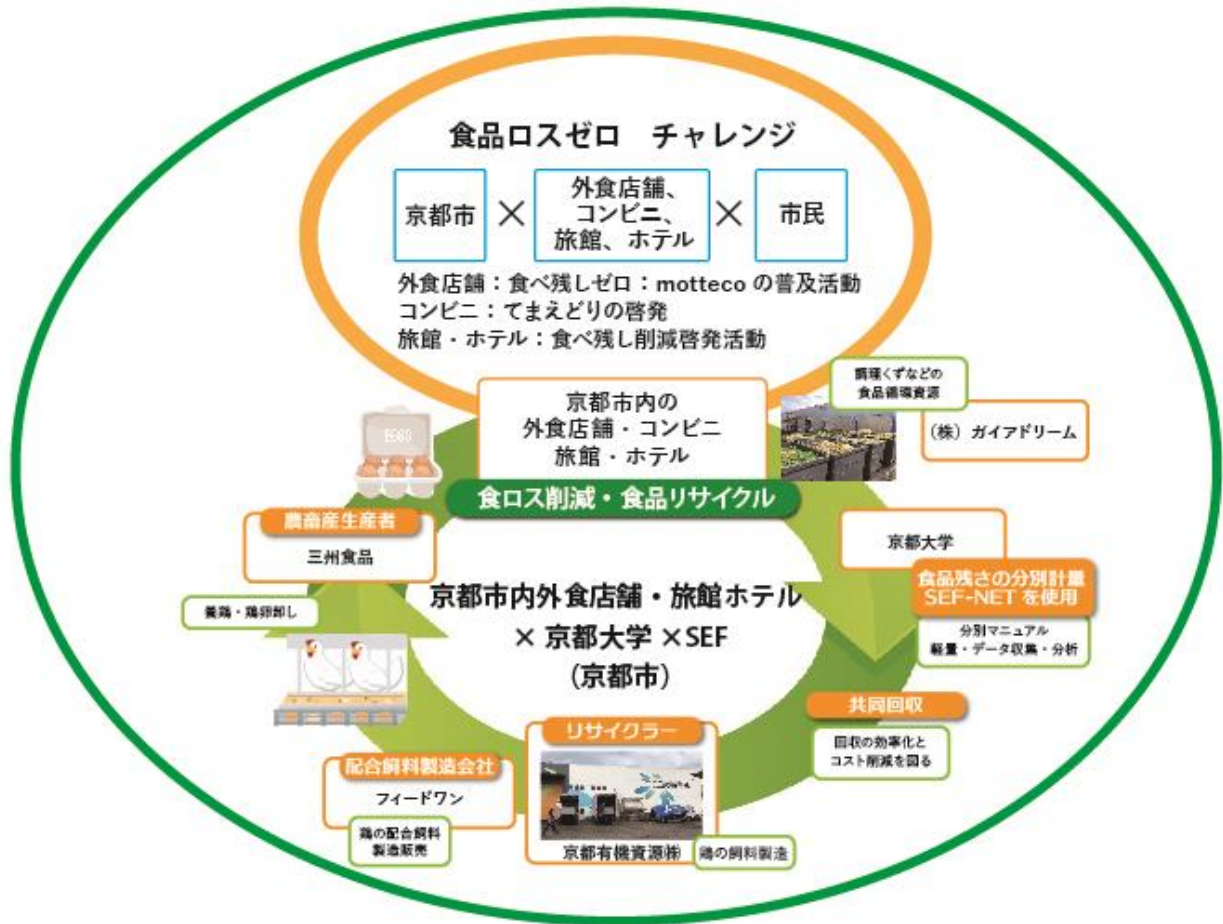 食品ロスゼロ チャレンジ
京都市
×
外食店舗、
コンビニ、
旅館、ホテル
×
市民
外食店舗：食べ残しゼロ：mottecoの普及活動
コンビニ：てまえどりの啓発
旅館・ホテル：食べ残し削減啓発活動
調理くずなどの
食品循環資源
(株)ガイアドリーム
京都市内の
外食店舗・コンビニ
旅館・ホテル
EGGS
食ロス削減・食品リサイクル
農畜産生産者
三州食品
京都大学
食品残さの分別計量
SEF-NETを使用
分別マニュアル
軽量・データ収集・分析
養鶏・鶏卵卸し
京都市内外食店舗・旅館ホテル
× 京都大学 ×SEF
(京都市)
共同回収
回収の効率化と
コスト削減を図る
リサイクラー
京都有機資源㈱
鶏の飼料製造
配合飼料製造会社
フィードワン
鶏の配合飼料
製造販売